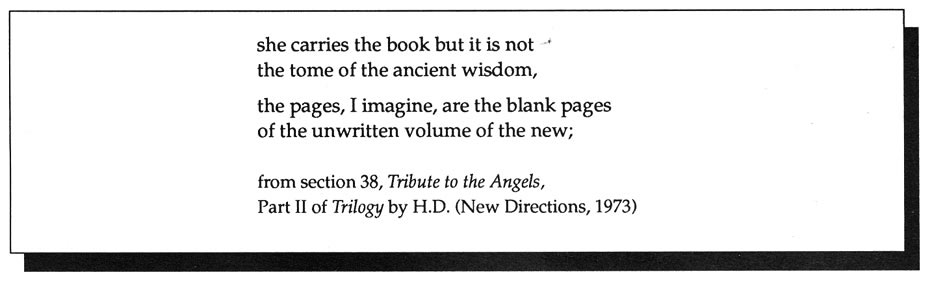 she carries the book but it is not
the tome of the ancient wisdom,
the pages, I imagine, are the blank pages
of the unwritten volume of the new;
from section 38, Tribute to the Angels,
Part II of Trilogy by H.D. (New Directions, 1973)